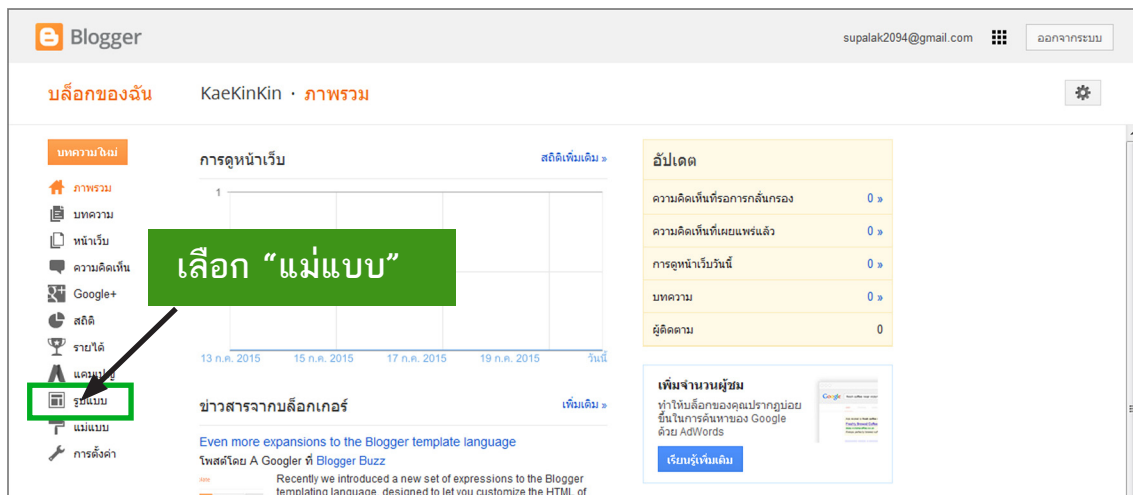 Blogger
supalak2094@gmail.com
ออกจากระบบ
บล็อกของฉัน
KaeKinKin · ภาพรวม
บทความใหม่
ภาพรวม
บทความ
หน้าเว็บ
ความคิดเห็น
Google+
สถิติ
รายได้
แคมเปญ
รูปแบบ
แม่แบบ
การตั้งค่า
เลือก “แม่แบบ”
การดูหน้าเว็บ
สถิติเพิ่มเติม »
1
13 ก.ค. 2015
15 ก.ค. 2015
17 ก.ค. 2015
19 ก.ค. 2015
วันนี้
ข่าวสารจากบล็อกเกอร์
เพิ่มเติม »
Even more expansions to the Blogger template language
โพสต์โดย A Googler ที่ Blogger Buzz
Recently we introduced a new set of expressions to the Blogger
templating language, designed to let you customize the HTML of
อัปเดต
ความคิดเห็นที่รอการกลั่นกรอง 0 »
ความคิดเห็นที่เผยแพร่แล้ว 0 »
การดูหน้าเว็บวันนี้ 0 »
บทความ 0 »
ผู้ติดตาม 0
เพิ่มจำนวนผู้ชม
ทำให้บล็อกของคุณปรากฏบ่อย
ขึ้นในการค้นหาของ Google
ด้วย AdWords
เรียนรู้เพิ่มเติม
Google